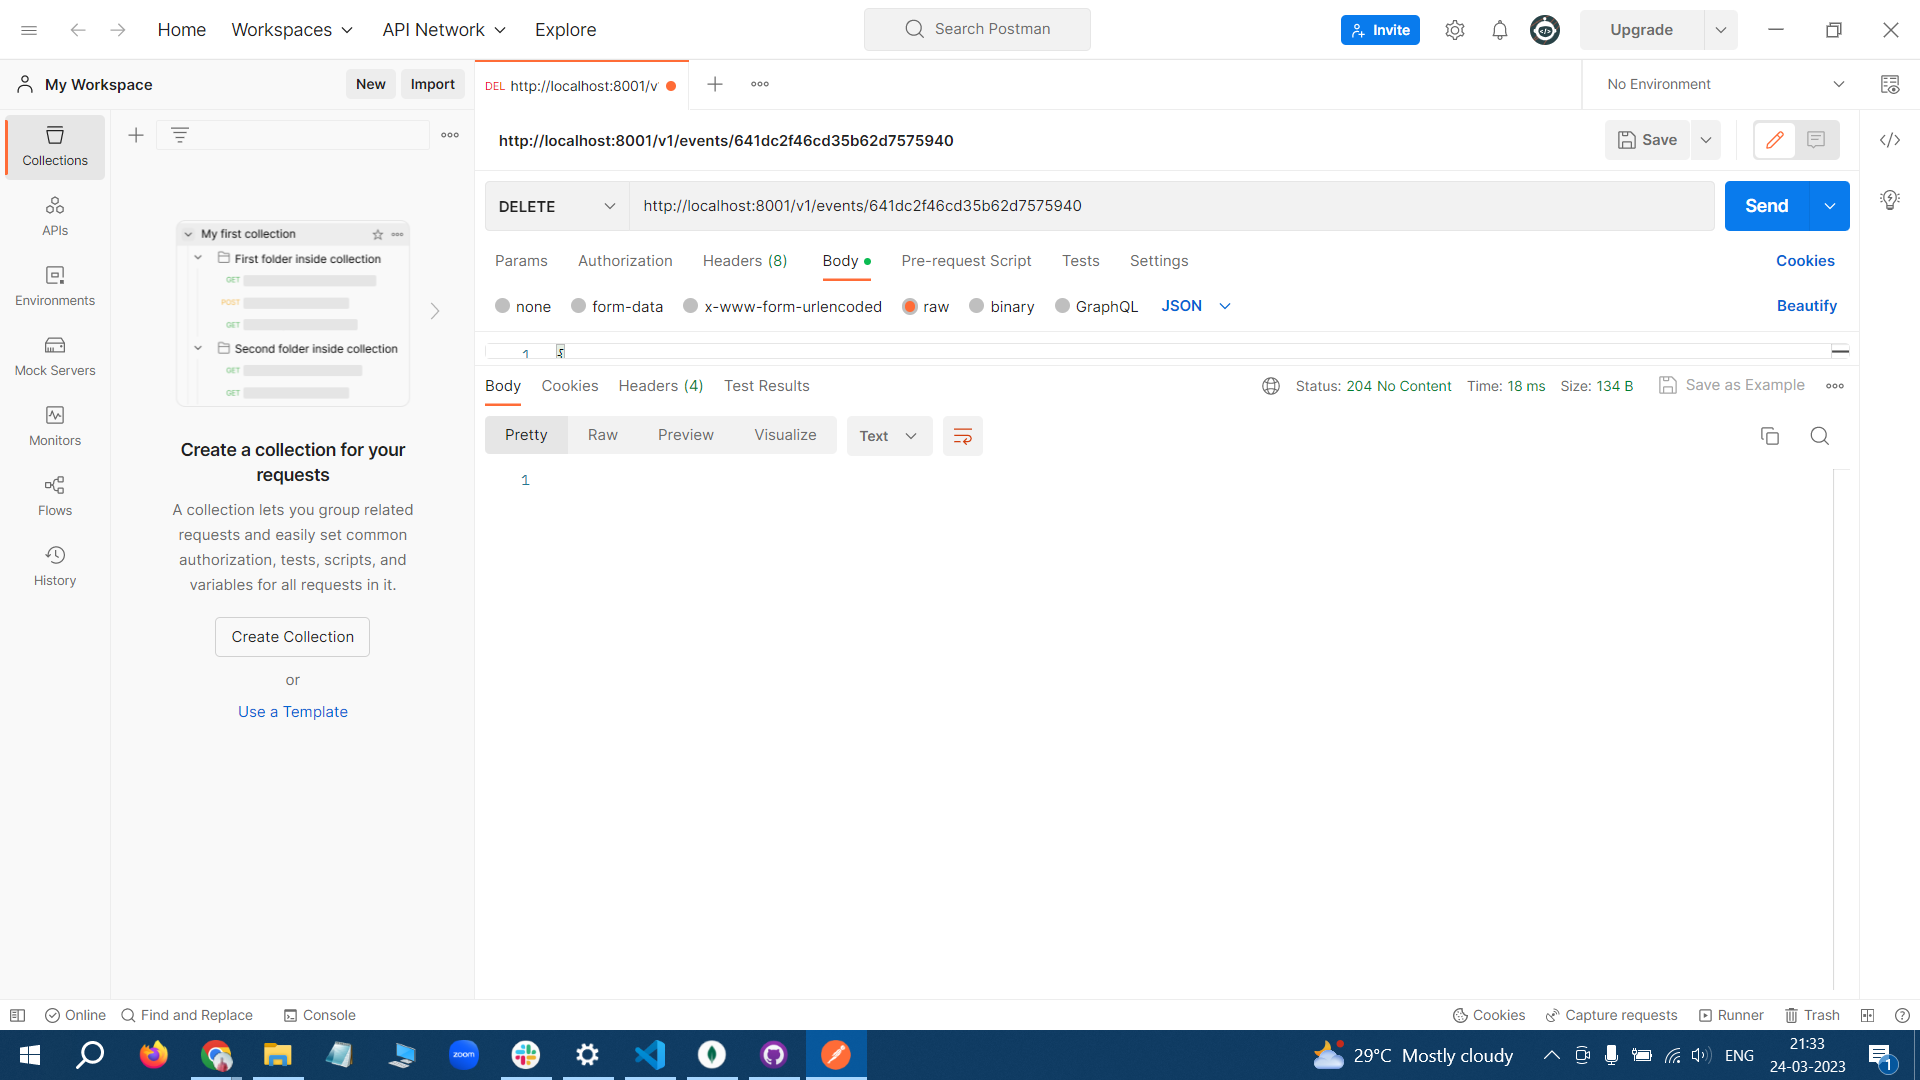 Home
Workspaces
API Network
Explore
Search Postman
Invite
Upgrade
My Workspace
New
Import
DEL http://localhost:8001/v
No Environment
Collections
APIs
Environments
Mock Servers
Monitors
Flows
History
My first collection
First folder inside collection
GET
POST
GET
Second folder inside collection
GET
GET
Create a collection for your
requests
A collection lets you group related
requests and easily set common
authorization, tests, scripts, and
variables for all requests in it.
Create Collection
or
Use a Template
http://localhost:8001/v1/events/641dc2f46cd35b62d7575940
Save
DELETE
http://localhost:8001/v1/events/641dc2f46cd35b62d7575940
Send
Params
Authorization
Headers (8)
Body
Pre-request Script
Tests
Settings
Cookies
none
form-data
x-www-form-urlencoded
raw
binary
GraphQL
JSON
Beautify
1 {
Body
Cookies
Headers (4)
Test Results
Status: 204 No Content
Time: 18 ms
Size: 134 B
Save as Example
Pretty
Raw
Preview
Visualize
Text
1
Online
Find and Replace
Console
Cookies
Capture requests
Runner
Trash
zoom
29°C Mostly cloudy
ENG
21:33
24-03-2023
1